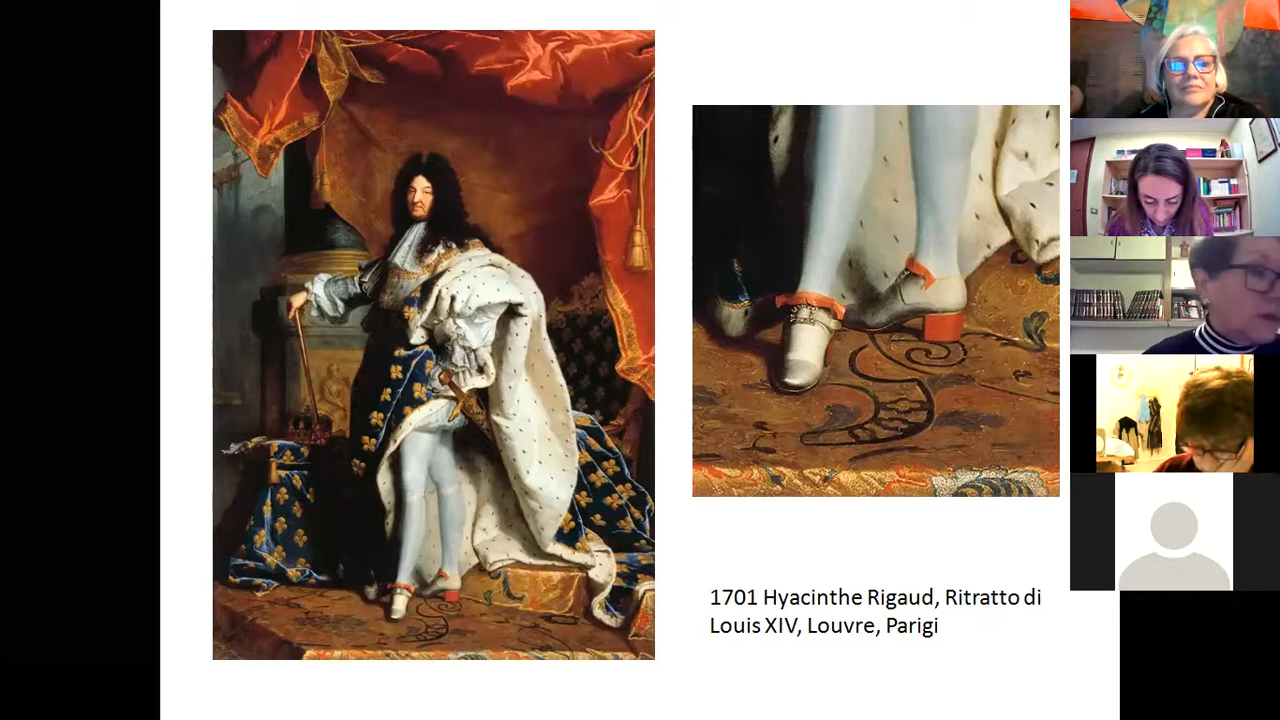 1701 Hyacinthe Rigaud, Ritratto di
Louis XIV, Louvre, Parigi